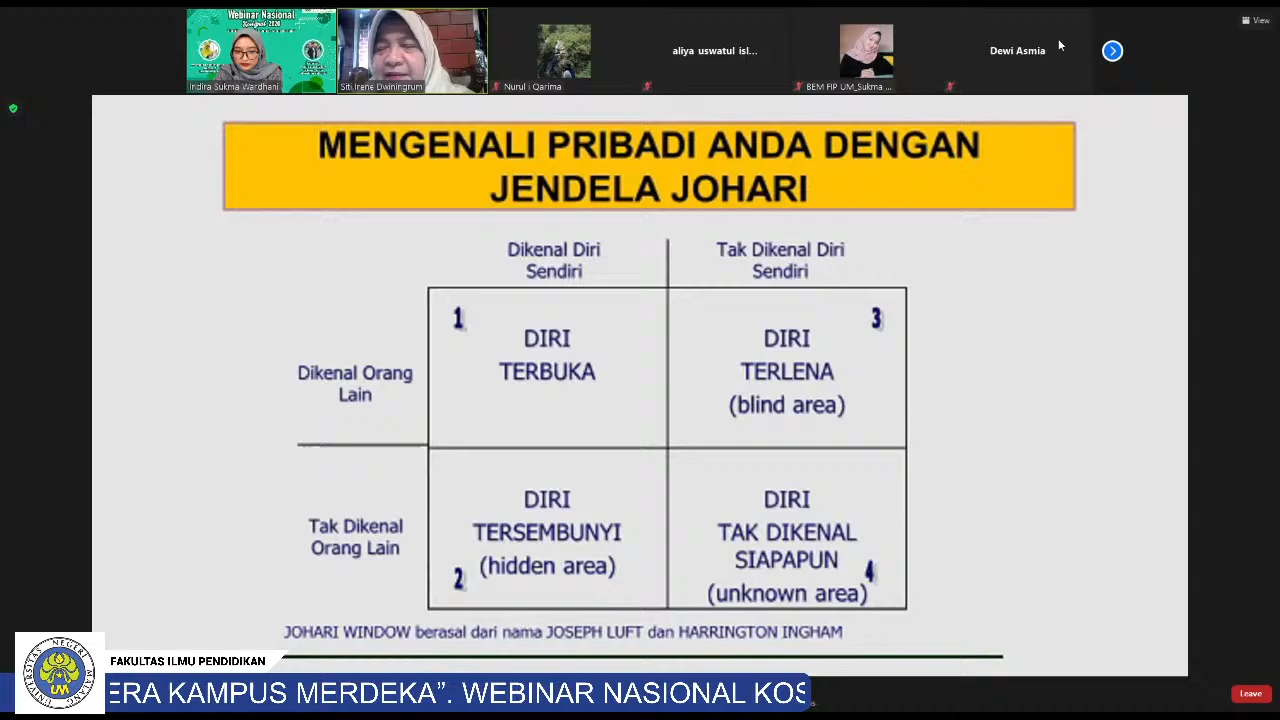 View
Webinar Nasional
Indira Sukma Wardhani
Siti Irene Dwiningrum
Nurul i Qarima
aliya uswatul isl...
BEM FIP UM_Sukma ...
Dewi Asmia
MENGENALI PRIBADI ANDA DENGAN
JENDELA JOHARI
Dikenal Diri
Sendiri
Tak Dikenal Diri
Sendiri
Dikenal Orang
Lain
1
DIRI
TERBUKA
3
DIRI
TERLENA
(blind area)
Tak Dikenal
Orang Lain
2
DIRI
TERSEMBUNYI
(hidden area)
DIRI
TAK DIKENAL
SIAPAPUN
4
(unknown area)
JOHARI WINDOW berasal dari nama JOSEPH LUFT dan HARRINGTON INGHAM
UM
FAKULTAS ILMU PENDIDIKAN
ERA KAMPUS MERDEKA”. WEBINAR NASIONAL KOS
Leave